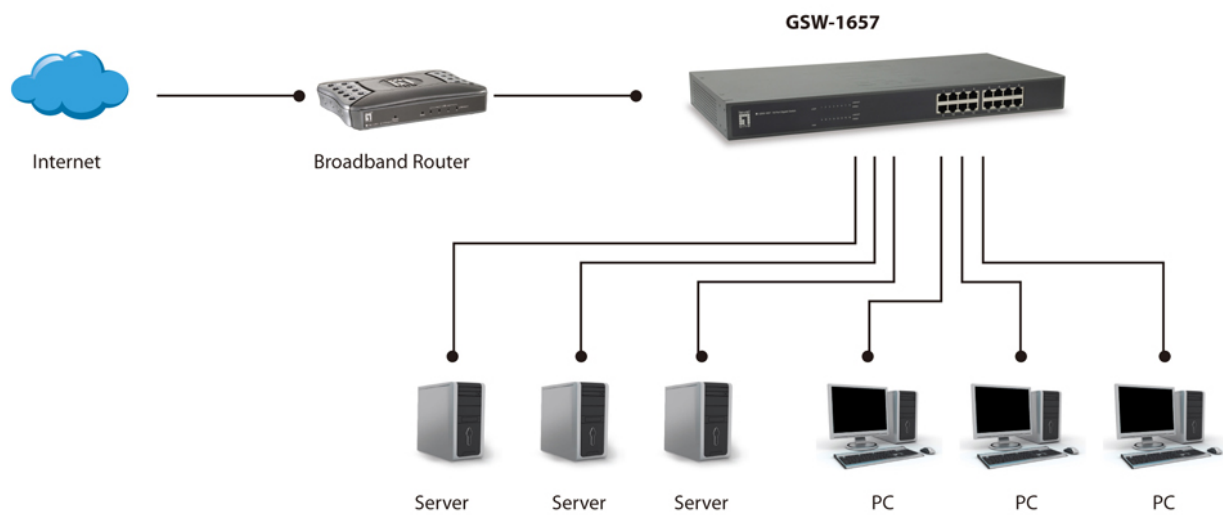 GSW-1657
Internet
Broadband Router
Server
Server
Server
PC
PC
PC